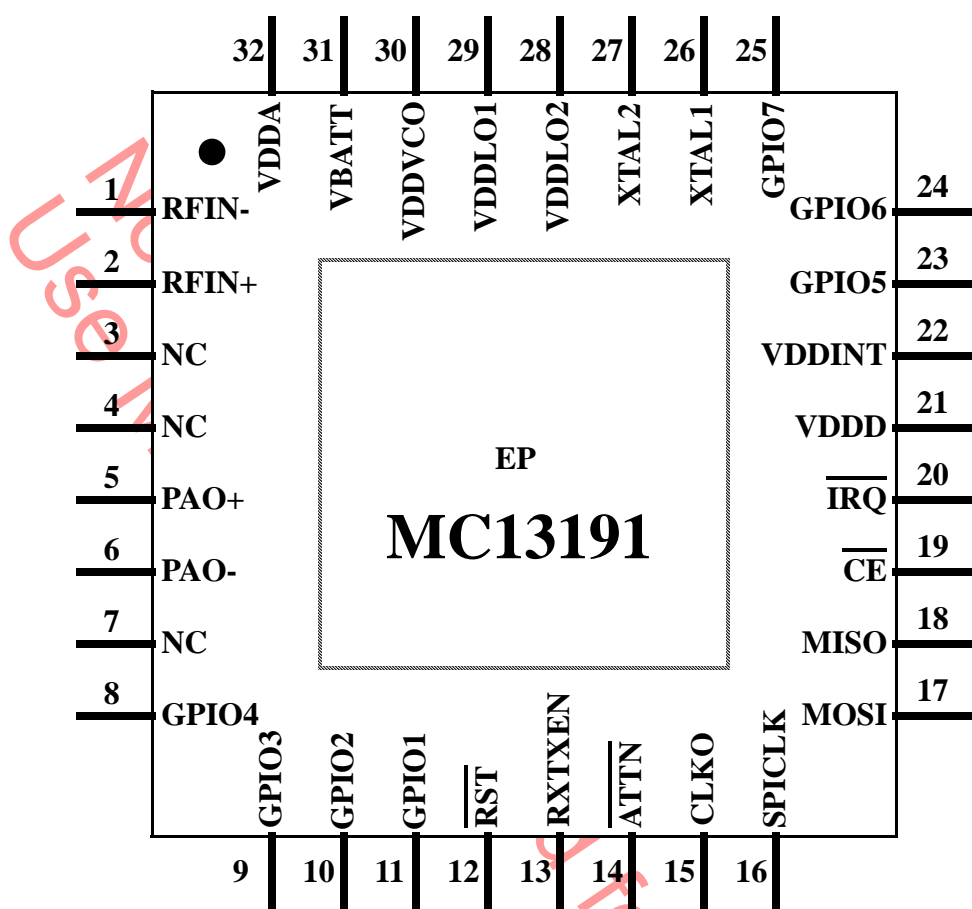 32 31 30 29 28 27 26 25
VDDA VBATT VDDVCO VDDLO1 VDDLO2 XTAL2 XTAL1 GPIO7
1 RFIN- GPIO6 24
2 RFIN+ GPIO5 23
3 NC VDDINT 22
4 NC VDDD 21
EP
5 PAO+ IRQ 20
MC13191
6 PAO- CE 19
7 NC MISO 18
8 GPIO4 MOSI 17
GPIO3 GPIO2 GPIO1 RST RXTXEN ATTN CLKO SPICLK
9 10 11 12 13 14 15 16
Use